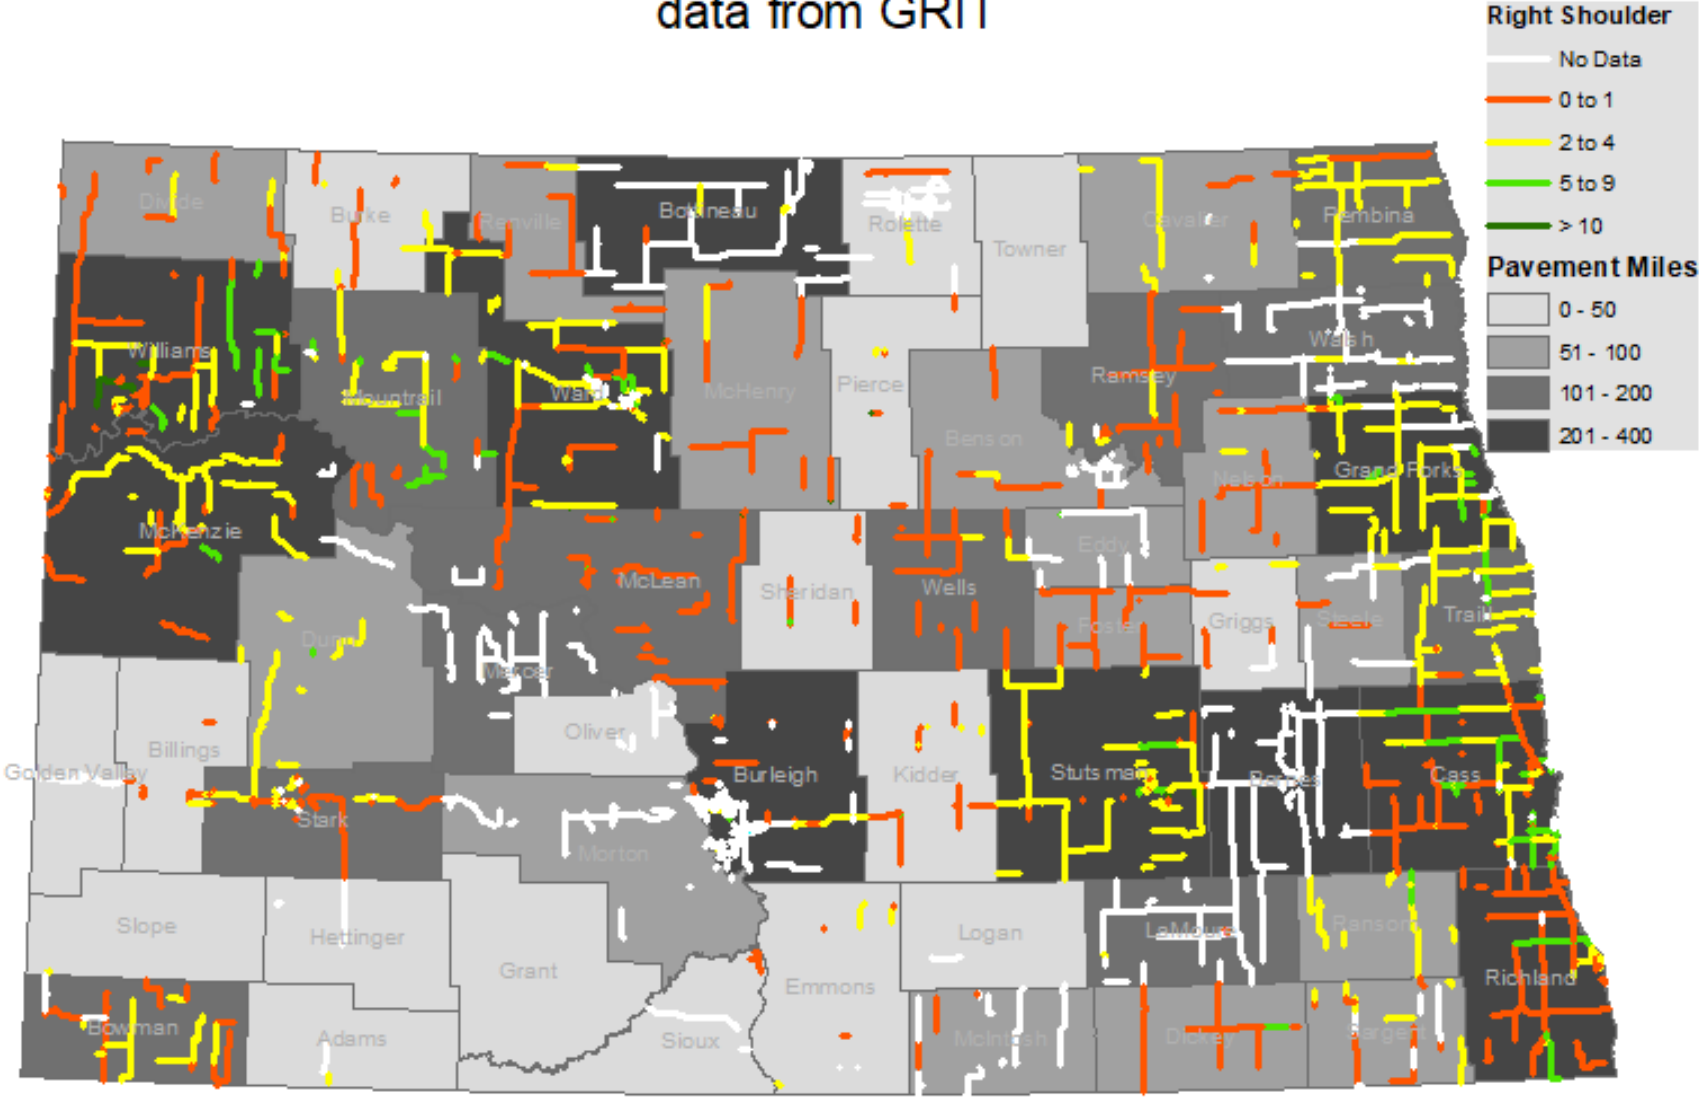 data from GRIT
Right Shoulder
No Data
0 to 1
2 to 4
5 to 9
> 10
Pavement Miles
0 - 50
51 - 100
101 - 200
201 - 400
Divide
Burke
Renville
Bottineau
Rolette
Towner
Cavalier
Pembina
Williams
Mountrail
Ward
McHenry
Pierce
Benson
Ramsey
Walsh
Nelson
Grand Forks
McKenzie
Dunn
Mercer
McLean
Sheridan
Wells
Eddy
Foster
Griggs
Steele
Traill
Golden Valley
Billings
Stark
Oliver
Morton
Burleigh
Kidder
Stutsman
Barnes
Cass
Slope
Hettinger
Grant
Emmons
Logan
LaMoure
Ransom
Richland
Bowman
Adams
Sioux
McIntosh
Dickey
Sargent